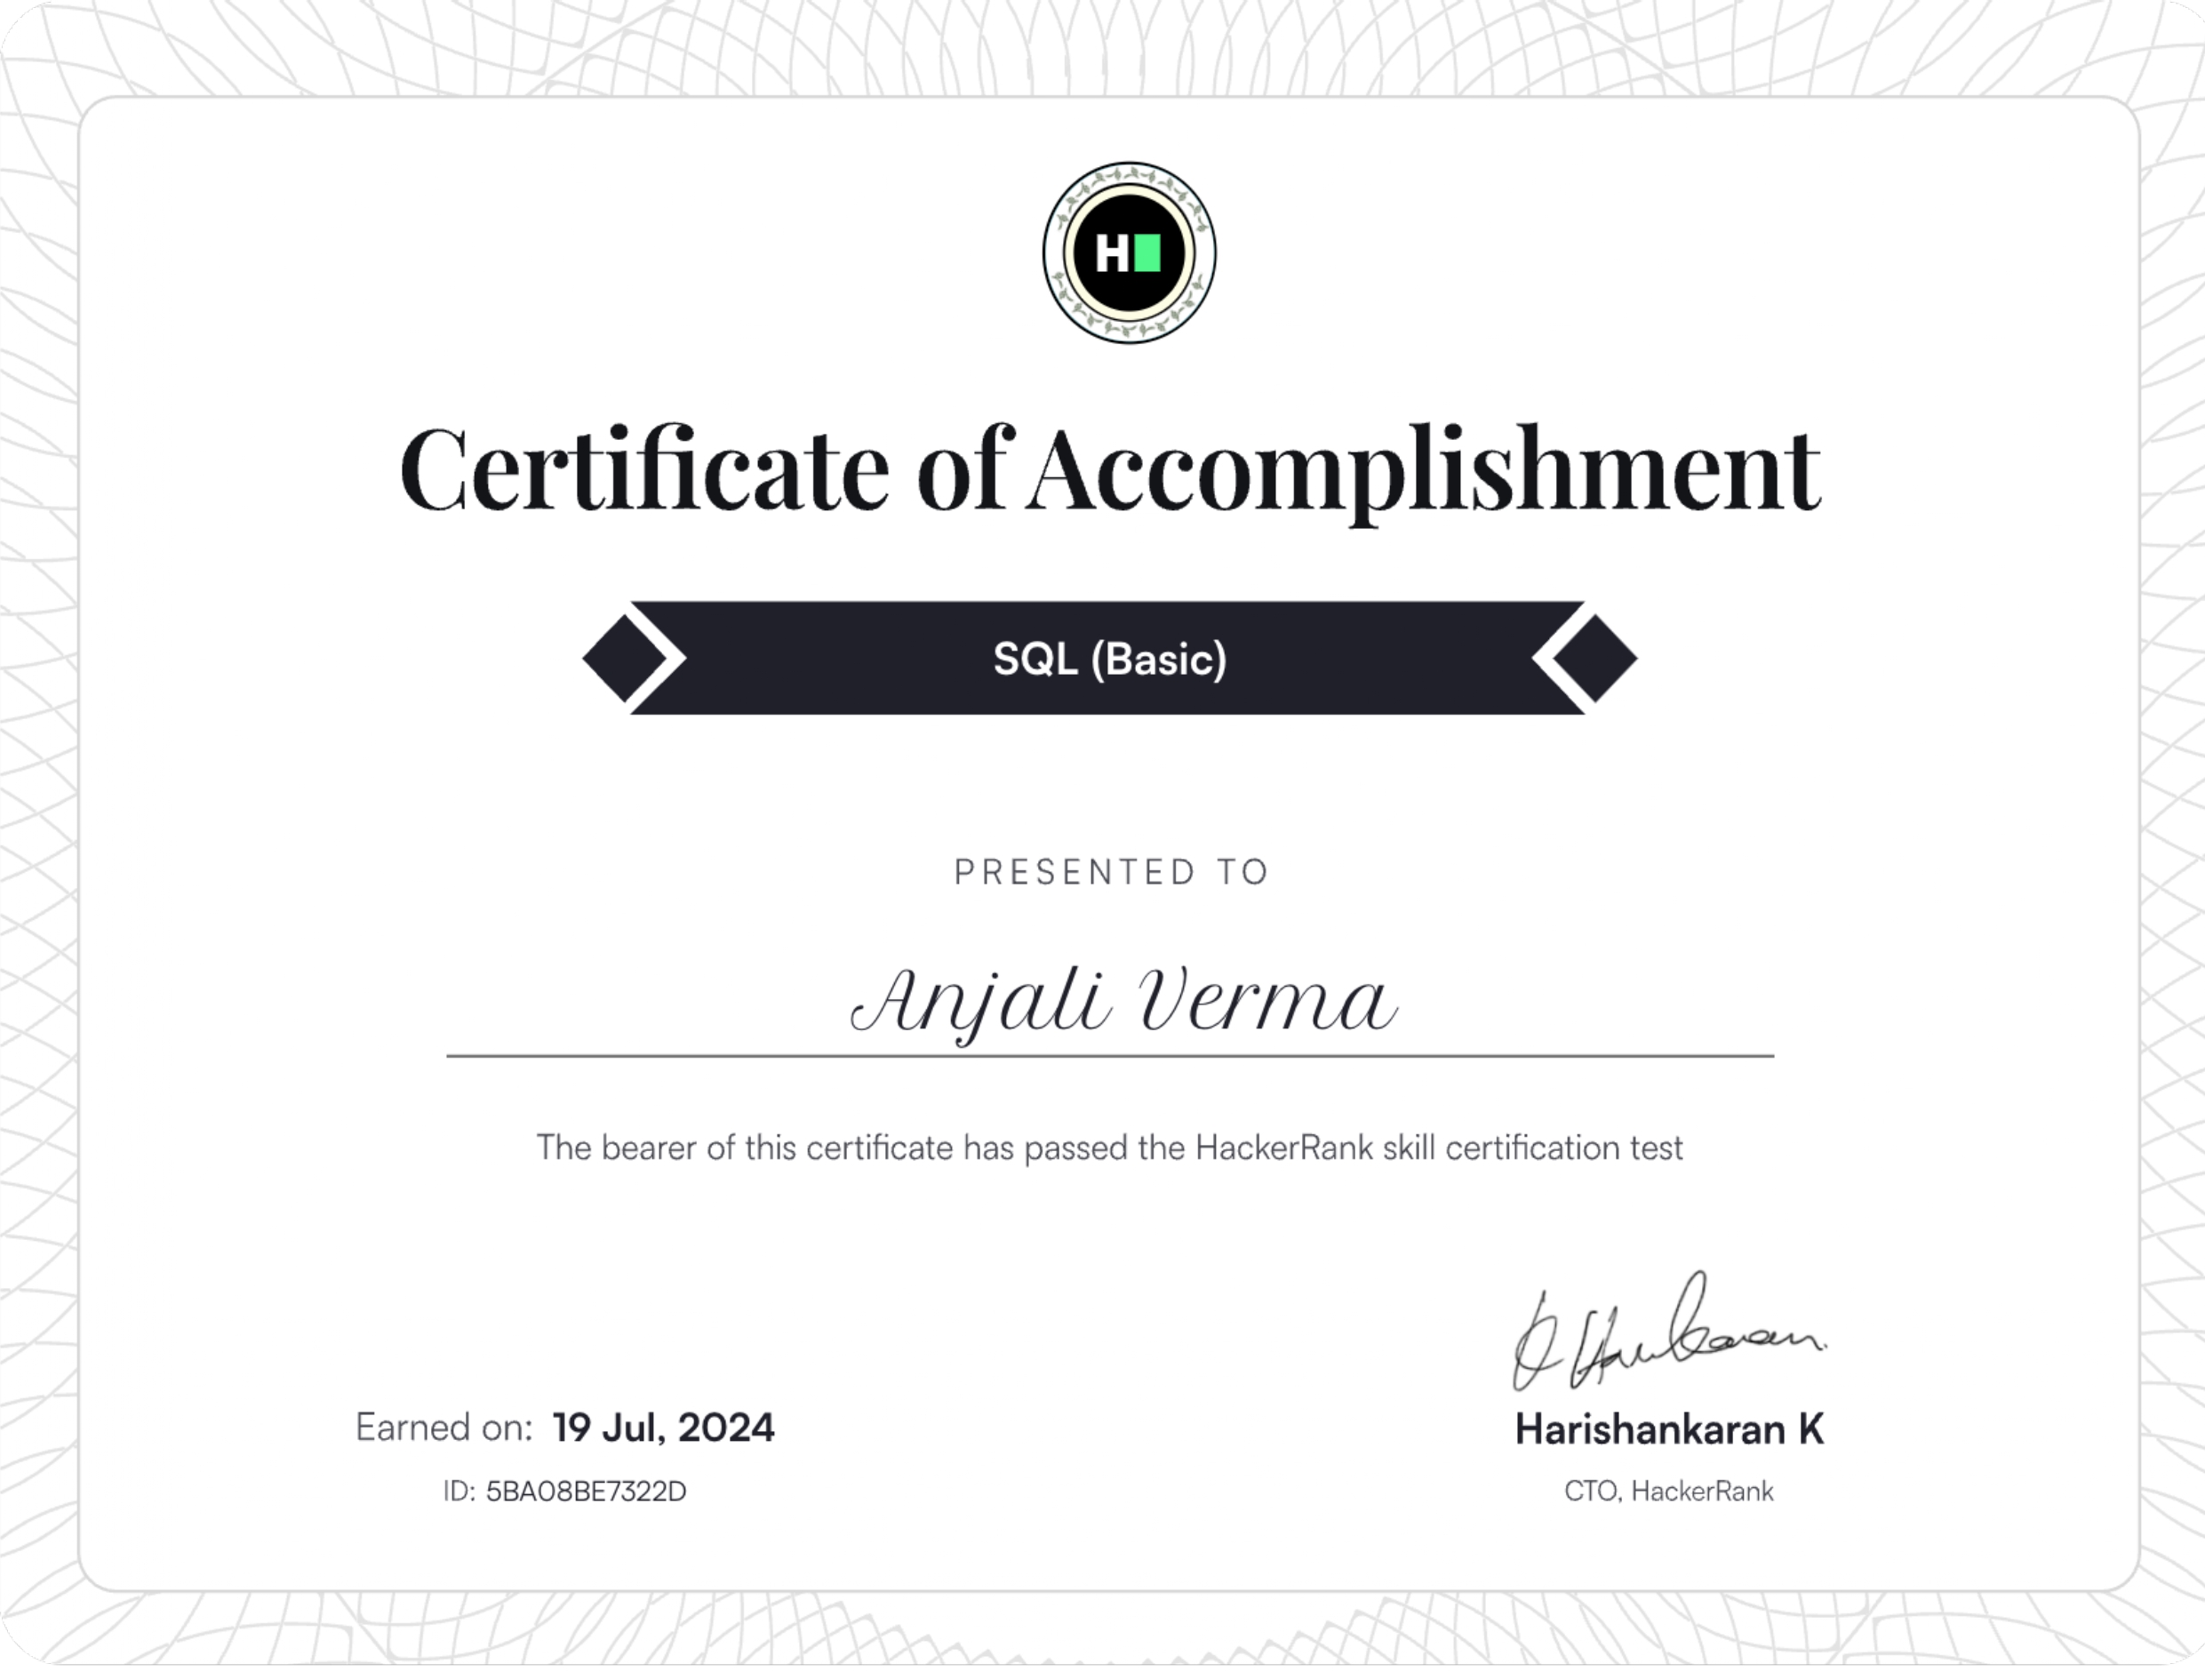 H
Certificate of Accomplishment
SQL (Basic)
PRESENTED TO
Anjali Verma
The bearer of this certificate has passed the HackerRank skill certification test
Earned on: 19 Jul, 2024
ID: 5BA08BE7322D
Harishankaran K
CTO, HackerRank